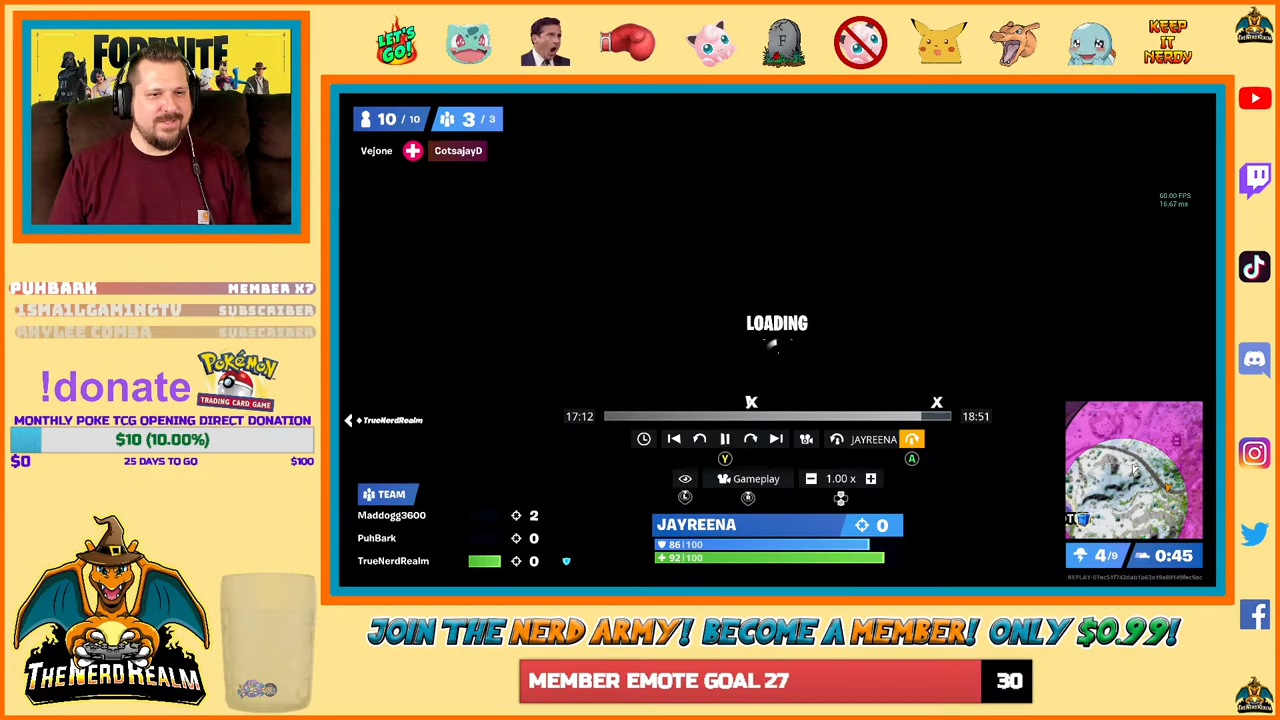 FORTNITE
LET'S GO!
F
KEEP IT NERDY
10 / 10
3 / 3
Vejone
CotsajayD
60.00 FPS
16.67 ms
PUHBARK MEMBER X7
1SMAILGAM1NGTV SUBSCRIBER
RHYLEE COMBA SUBSCRIBER
LOADING
!donate
Pokémon
TRADING CARD GAME
MONTHLY POKE TCG OPENING DIRECT DONATION
$10 (10.00%)
$0 25 DAYS TO GO $100
TrueNerdRealm
17:12
18:51
JAYREENA
Y
A
Gameplay
1.00 x
L
R
TEAM
Maddogg3600 2
PuhBark 0
TrueNerdRealm 0
JAYREENA 0
86|100
92|100
4/9
0:45
THENERDREALM
JOIN THE NERD ARMY! BECOME A MEMBER! ONLY $0.99!
MEMBER EMOTE GOAL 27
30